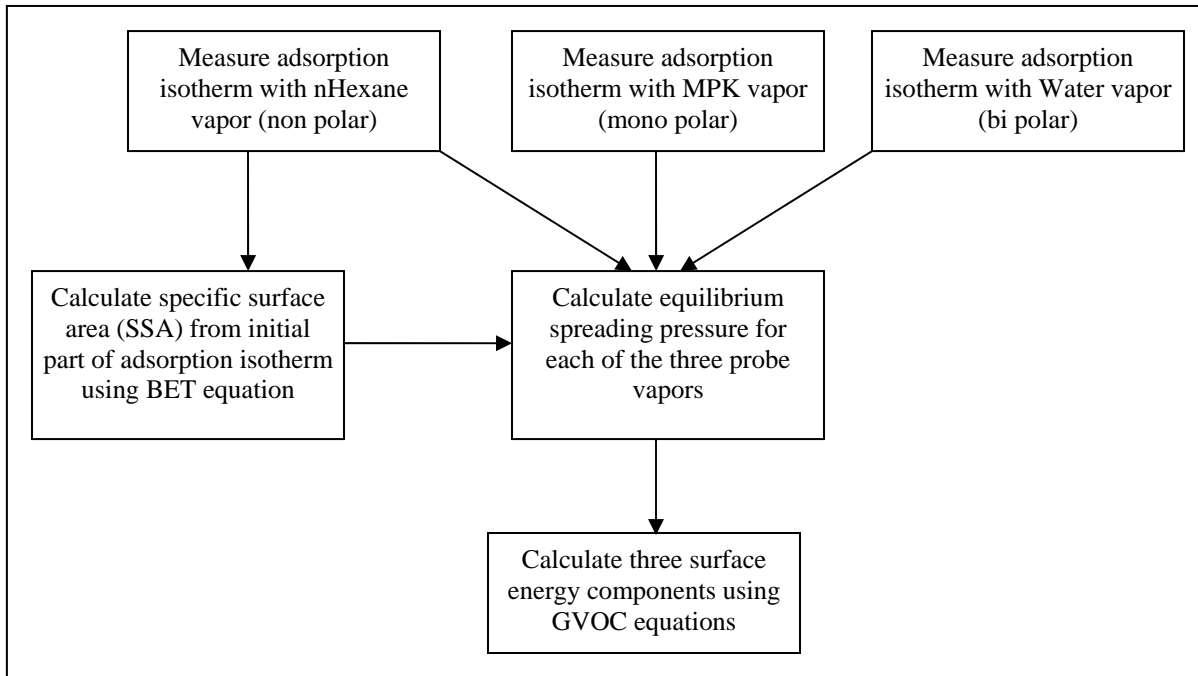 Measure adsorption
isotherm with nHexane
vapor (non polar)
Measure adsorption
isotherm with MPK vapor
(mono polar)
Measure adsorption
isotherm with Water vapor
(bi polar)
Calculate specific surface
area (SSA) from initial
part of adsorption isotherm
using BET equation
Calculate equilibrium
spreading pressure for
each of the three probe
vapors
Calculate three surface
energy components using
GVOC equations